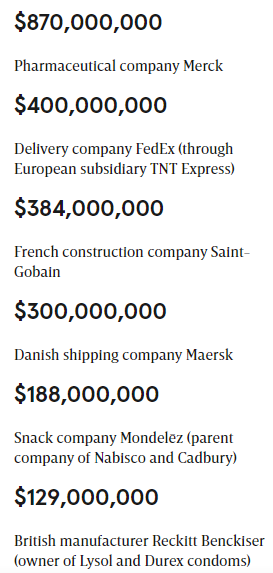 $870,000,000
Pharmaceutical company Merck
$400,000,000
Delivery company FedEx (through
European subsidiary TNT Express)
$384,000,000
French construction company Saint-
Gobain
$300,000,000
Danish shipping company Maersk
$188,000,000
Snack company Mondelēz (parent
company of Nabisco and Cadbury)
$129,000,000
British manufacturer Reckitt Benckiser
(owner of Lysol and Durex condoms)